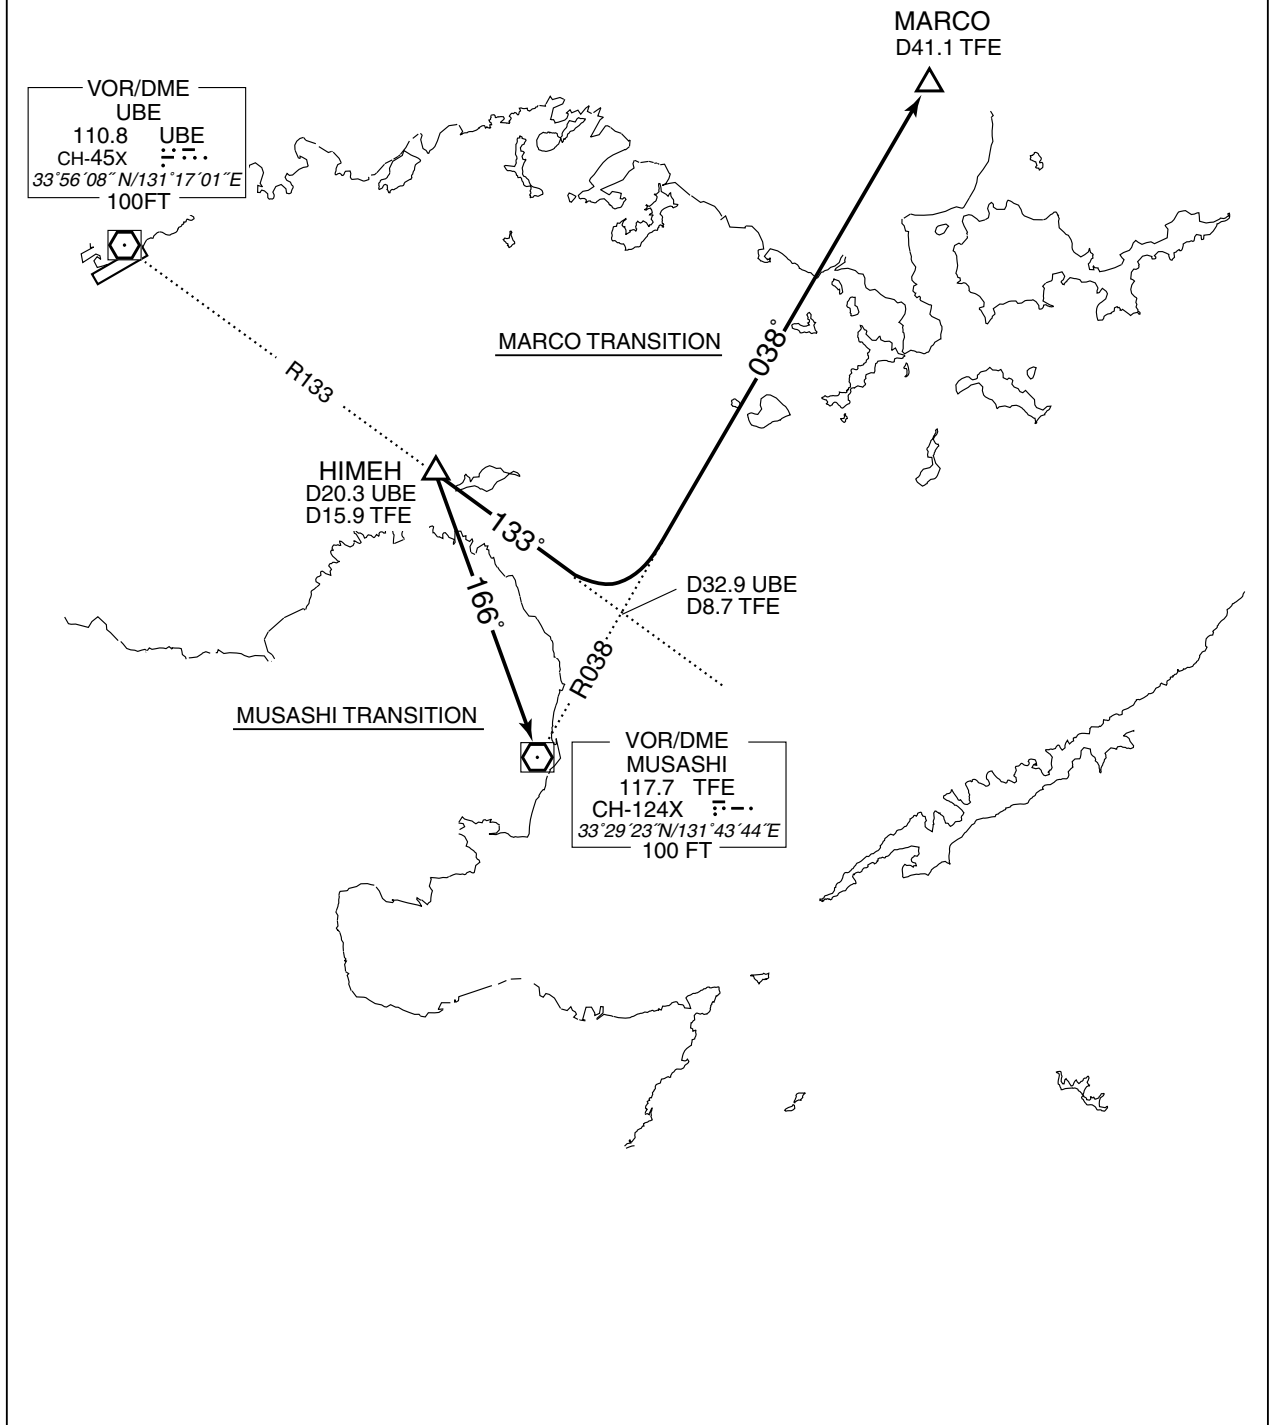 MARCO
D41.1 TFE
VOR/DME
UBE
110.8 UBE
CH-45X
33°56´08˝ N/131°17´01˝E
100FT
MARCO TRANSITION
038°
R133
HIMEH
D20.3 UBE
D15.9 TFE
133°
166°
D32.9 UBE
D8.7 TFE
R038
MUSASHI TRANSITION
VOR/DME
MUSASHI
117.7 TFE
CH-124X
33°29´23˝N/131°43´44˝E
100 FT